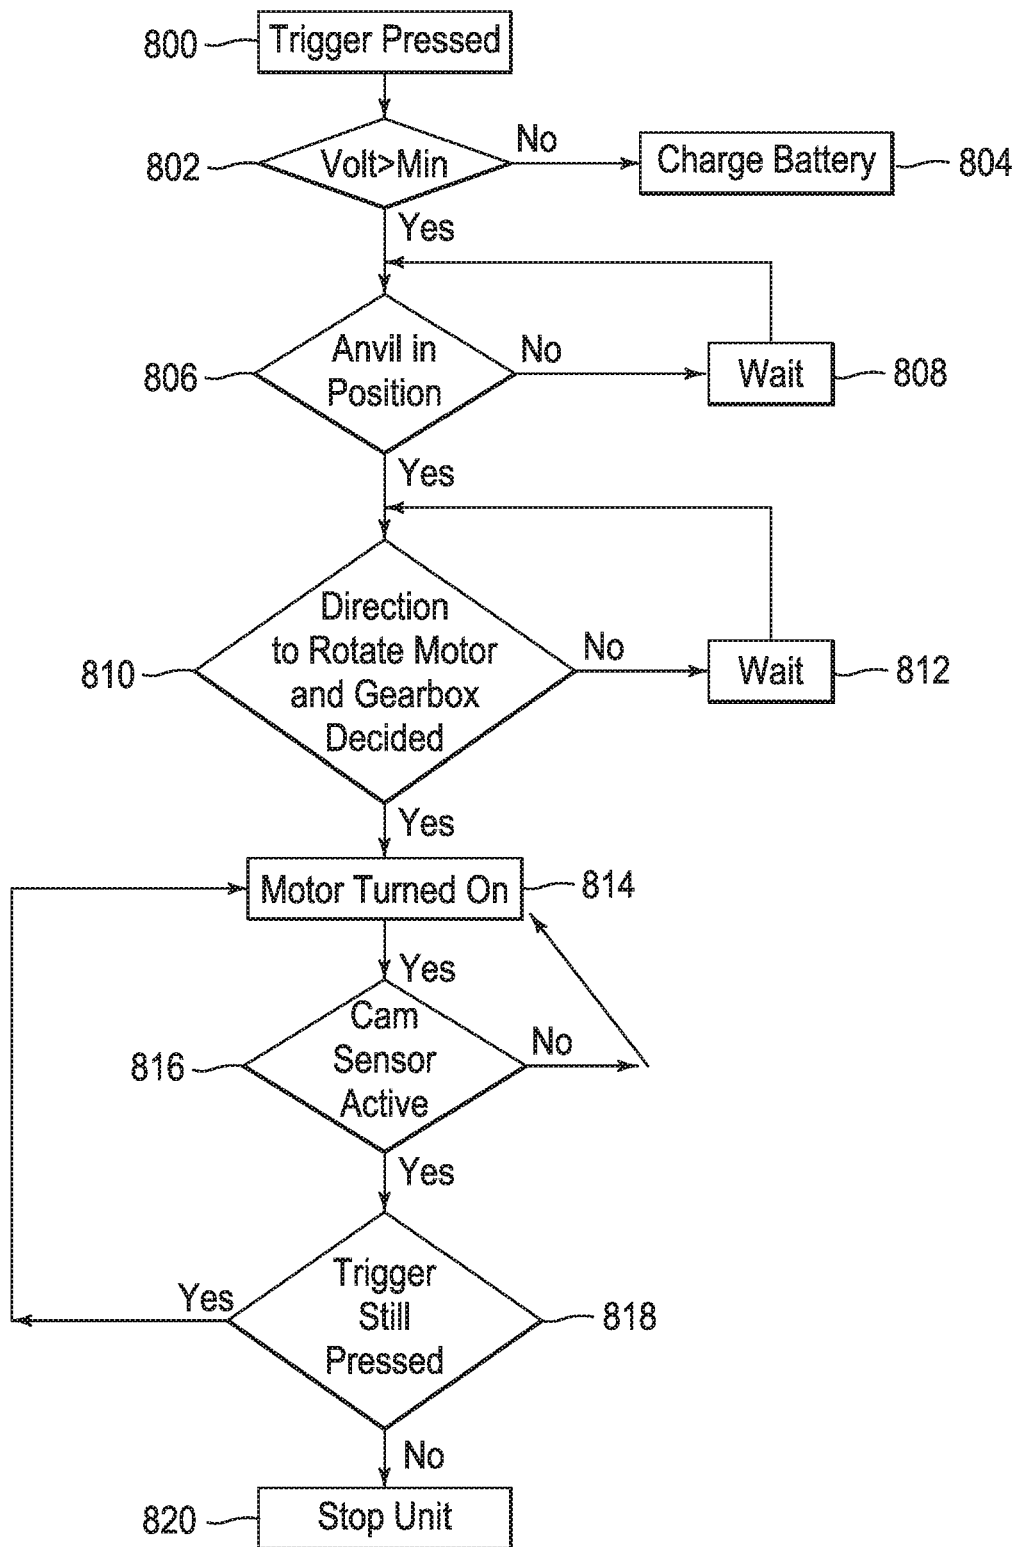 800
Trigger Pressed
802
Volt>Min
No
Charge Battery
804
Yes
806
Anvil in
Position
No
Wait
808
Yes
810
Direction
to Rotate Motor
and Gearbox
Decided
No
Wait
812
Yes
Motor Turned On
814
Yes
816
Cam
Sensor
Active
No
Yes
Yes
Trigger
Still
Pressed
818
No
820
Stop Unit